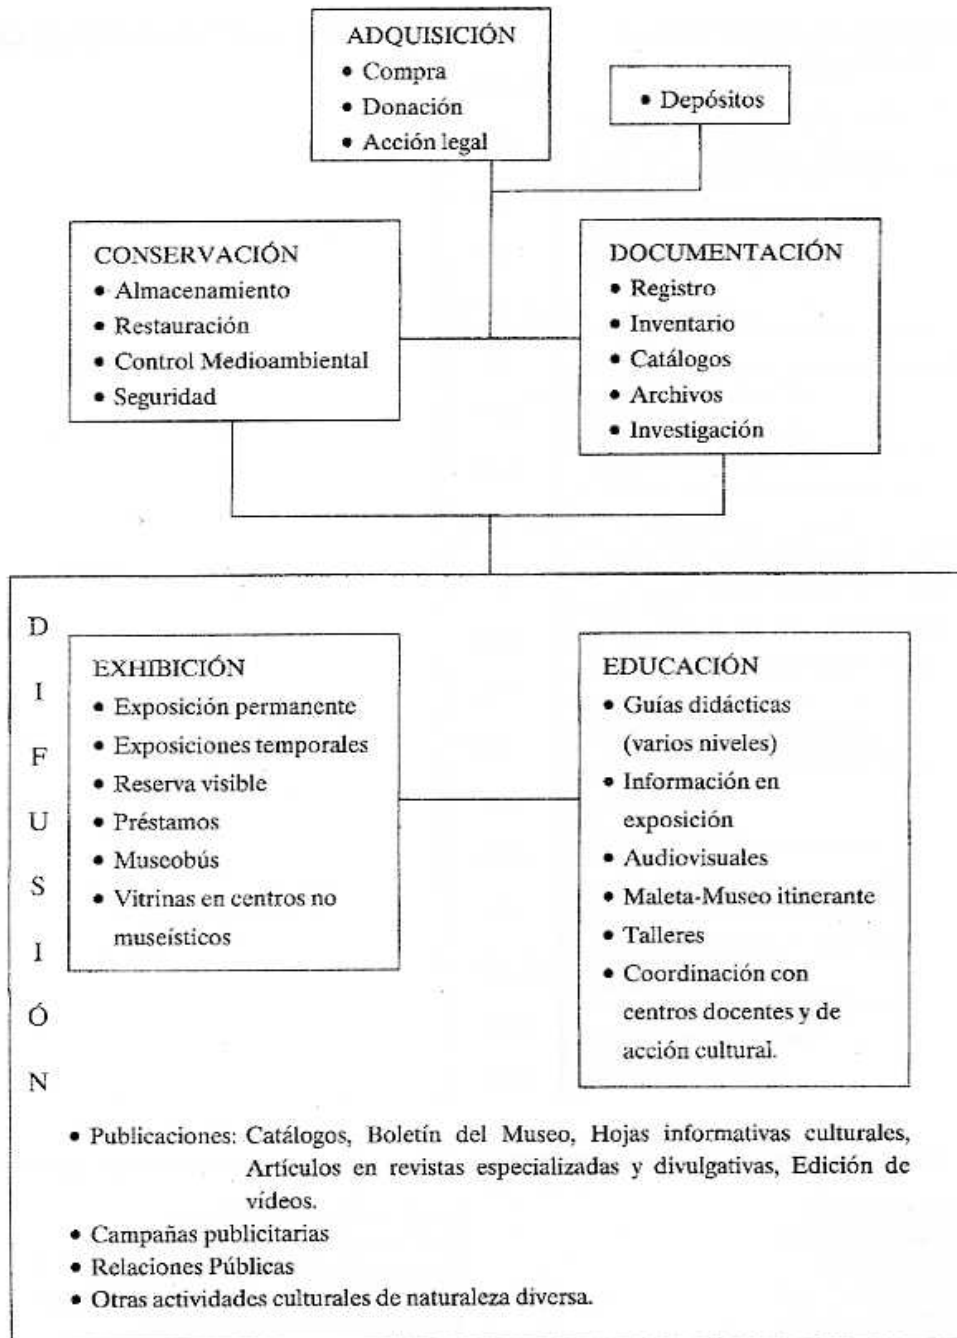 ADQUISICIÓN
• Compra
• Donación
• Acción legal
• Depósitos
CONSERVACIÓN
• Almacenamiento
• Restauración
• Control Medioambiental
• Seguridad
DOCUMENTACIÓN
• Registro
• Inventario
• Catálogos
• Archivos
• Investigación
DIFUSIÓN
EXHIBICIÓN
• Exposición permanente
• Exposiciones temporales
• Reserva visible
• Préstamos
• Museobús
• Vitrinas en centros no
museísticos
EDUCACIÓN
• Guías didácticas
(varios niveles)
• Información en
exposición
• Audiovisuales
• Maleta-Museo itinerante
• Talleres
• Coordinación con
centros docentes y de
acción cultural.
• Publicaciones: Catálogos, Boletín del Museo, Hojas informativas culturales,
Artículos en revistas especializadas y divulgativas, Edición de
vídeos.
• Campañas publicitarias
• Relaciones Públicas
• Otras actividades culturales de naturaleza diversa.